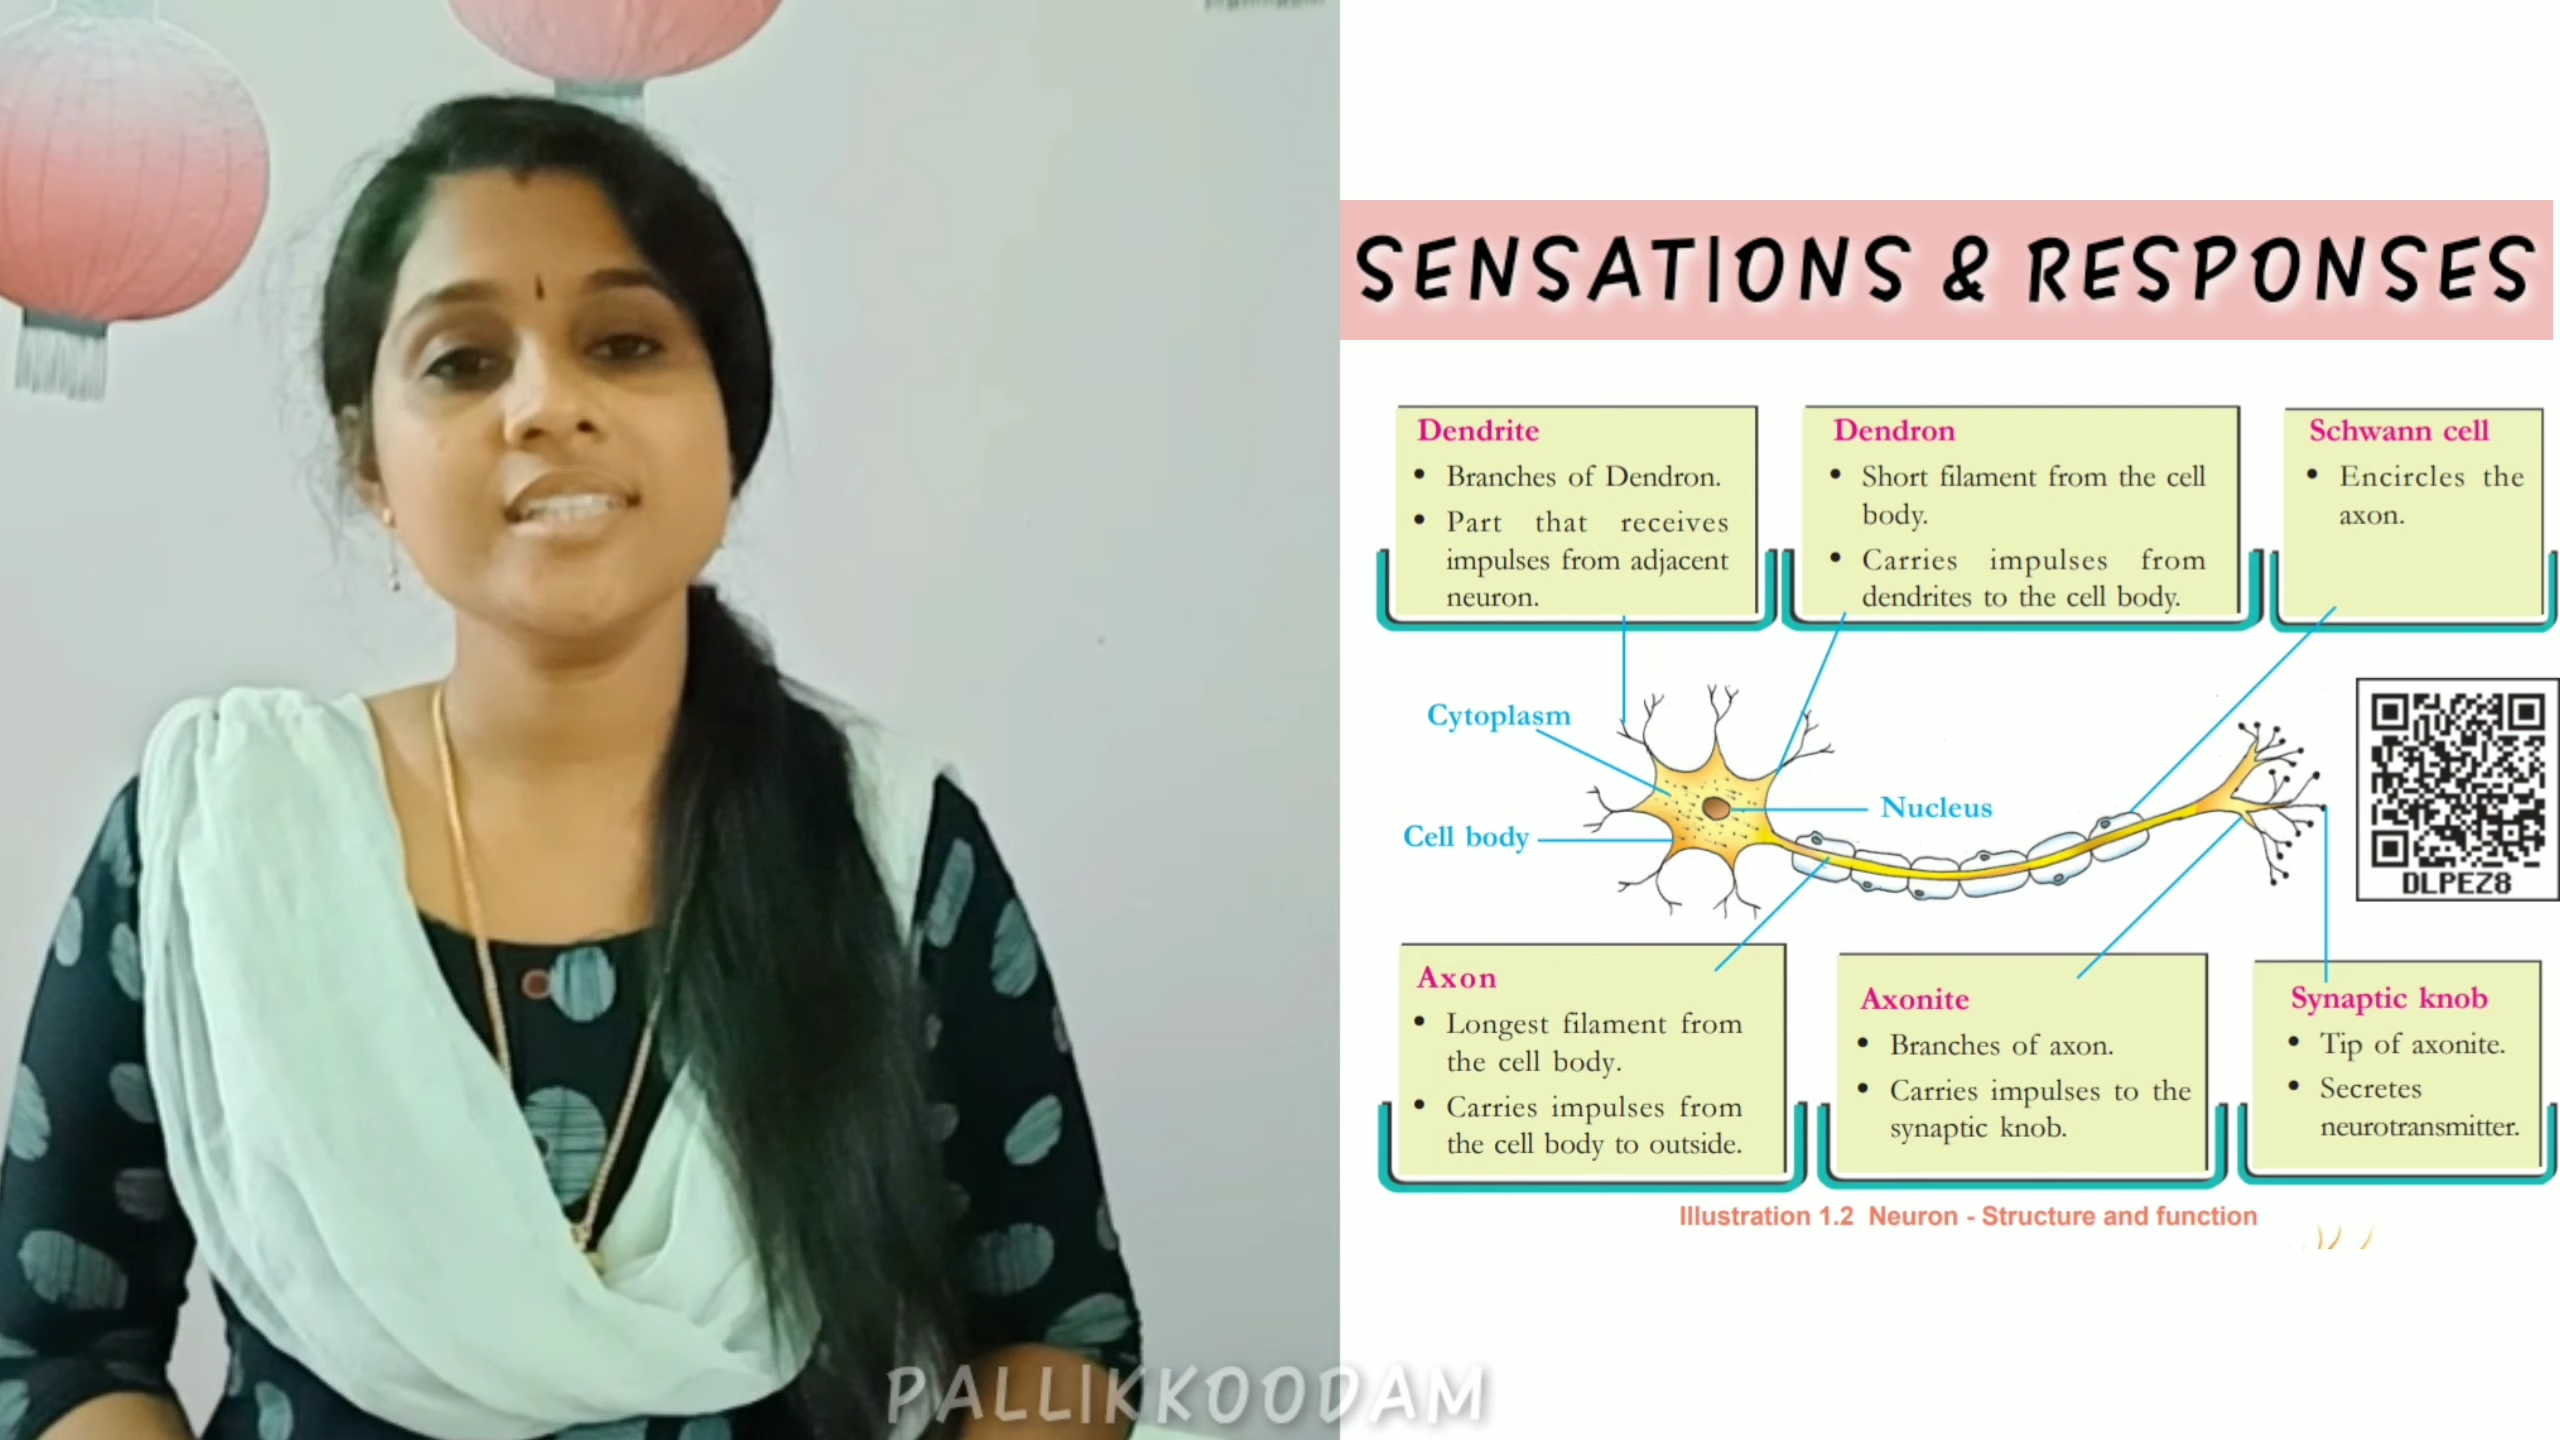 SENSATIONS & RESPONSES
Dendrite
• Branches of Dendron.
• Part that receives
impulses from adjacent
neuron.
Dendron
• Short filament from the cell
body.
• Carries impulses from
dendrites to the cell body.
Schwann cell
• Encircles the
axon.
Cytoplasm
Nucleus
Cell body
DLPEZ8
Axon
• Longest filament from
the cell body.
• Carries impulses from
the cell body to outside.
Axonite
• Branches of axon.
• Carries impulses to the
synaptic knob.
Synaptic knob
• Tip of axonite.
• Secretes
neurotransmitter.
Illustration 1.2 Neuron - Structure and function
PALLIKKOODAM